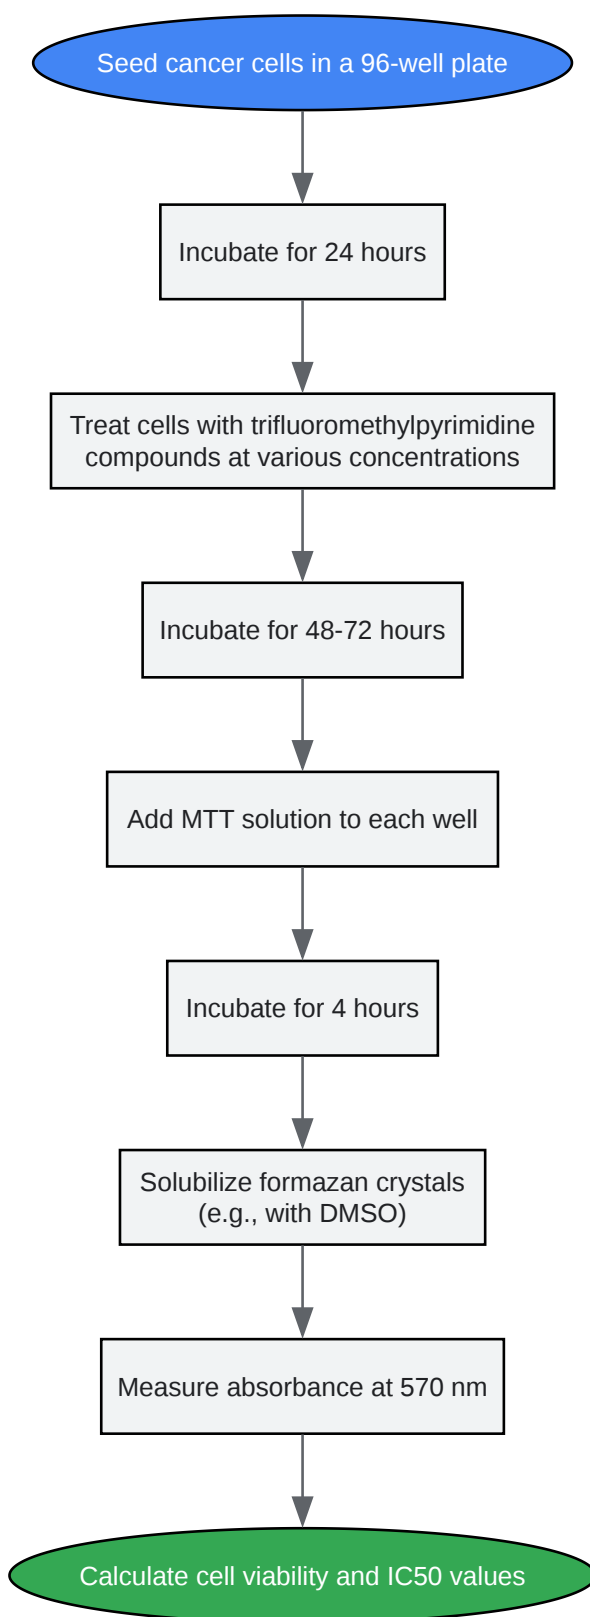 Seed cancer cells in a 96-well plate
Incubate for 24 hours
Treat cells with trifluoromethylpyrimidine
compounds at various concentrations
Incubate for 48-72 hours
Add MTT solution to each well
Incubate for 4 hours
Solubilize formazan crystals
(e.g., with DMSO)
Measure absorbance at 570 nm
Calculate cell viability and IC50 values